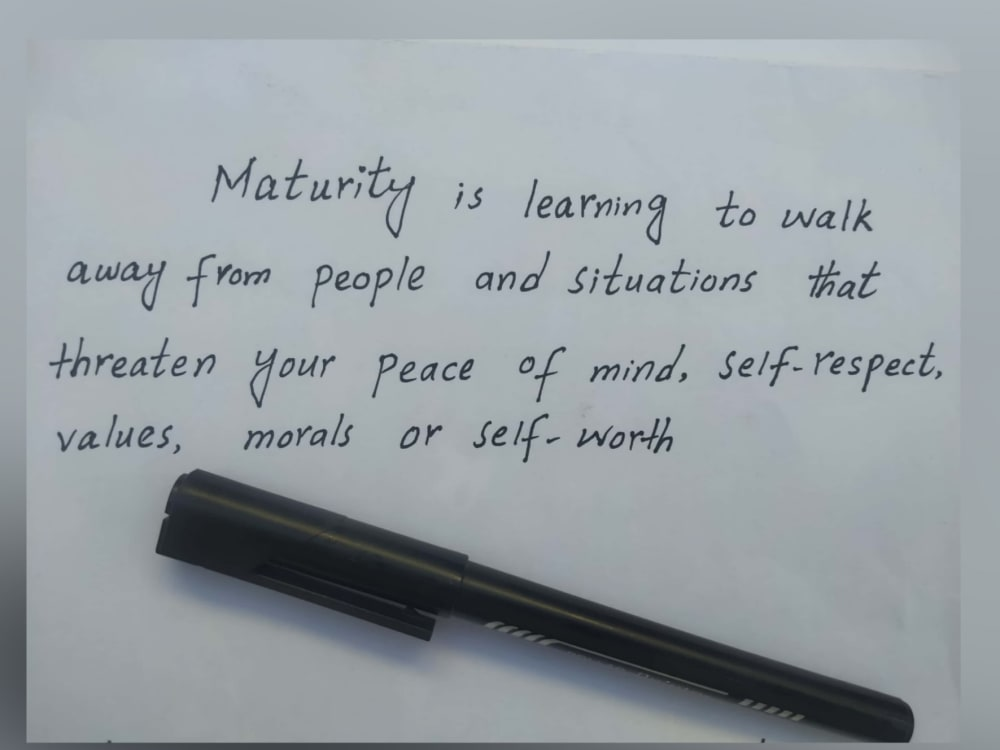 Maturity is learning to walk
away from people and situations that
threaten your peace of mind, self-respect,
values, morals or self-worth